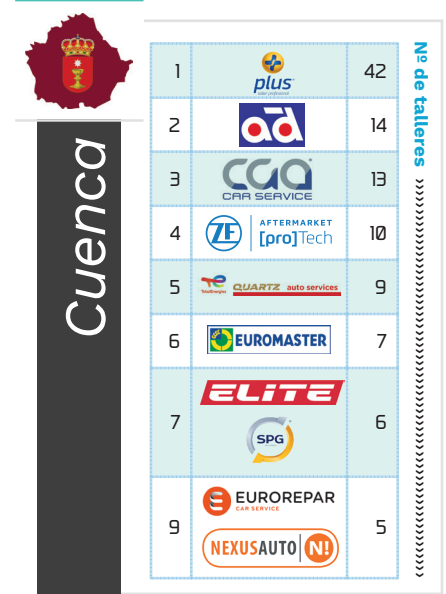 Cuenca
Nº de talleres
1 plus 42
2 ad 14
3 CGA CAR SERVICE 13
4 ZF AFTERMARKET [pro]Tech 10
5 TotalEnergies QUARTZ auto services 9
6 EUROMASTER 7
7 ELITE SPG 6
9 EUROREPAR CAR SERVICE NEXUSAUTO N! 5